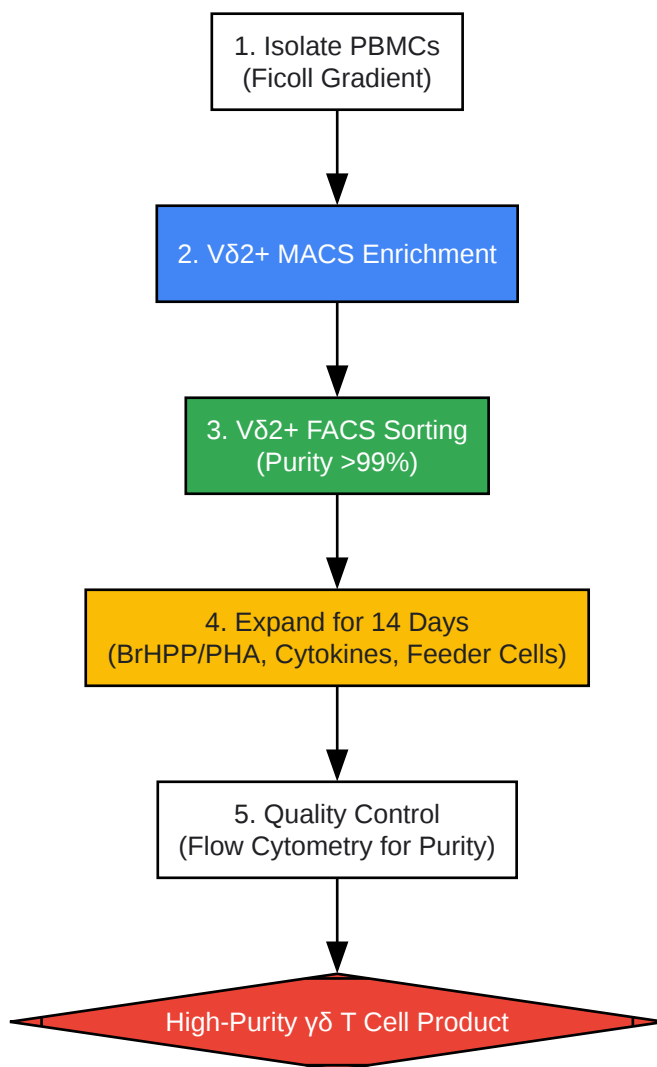 1. Isolate PBMCs
(Ficoll Gradient)
2. Vδ2+ MACS Enrichment
3. Vδ2+ FACS Sorting
(Purity >99%)
4. Expand for 14 Days
(BrHPP/PHA, Cytokines, Feeder Cells)
5. Quality Control
(Flow Cytometry for Purity)
High-Purity γδ T Cell Product